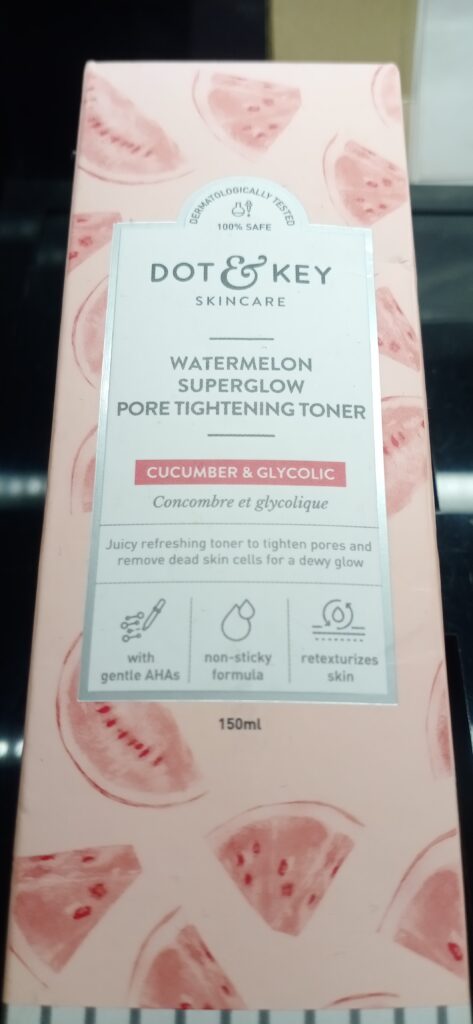 DERMATOLOGICALLY TESTED
100% SAFE
DOT & KEY
SKINCARE
WATERMELON
SUPERGLOW
PORE TIGHTENING TONER
CUCUMBER & GLYCOLIC
Concombre et glycolique
Juicy refreshing toner to tighten pores and
remove dead skin cells for a dewy glow
with
gentle AHAs
non-sticky
formula
retexturizes
skin
150ml